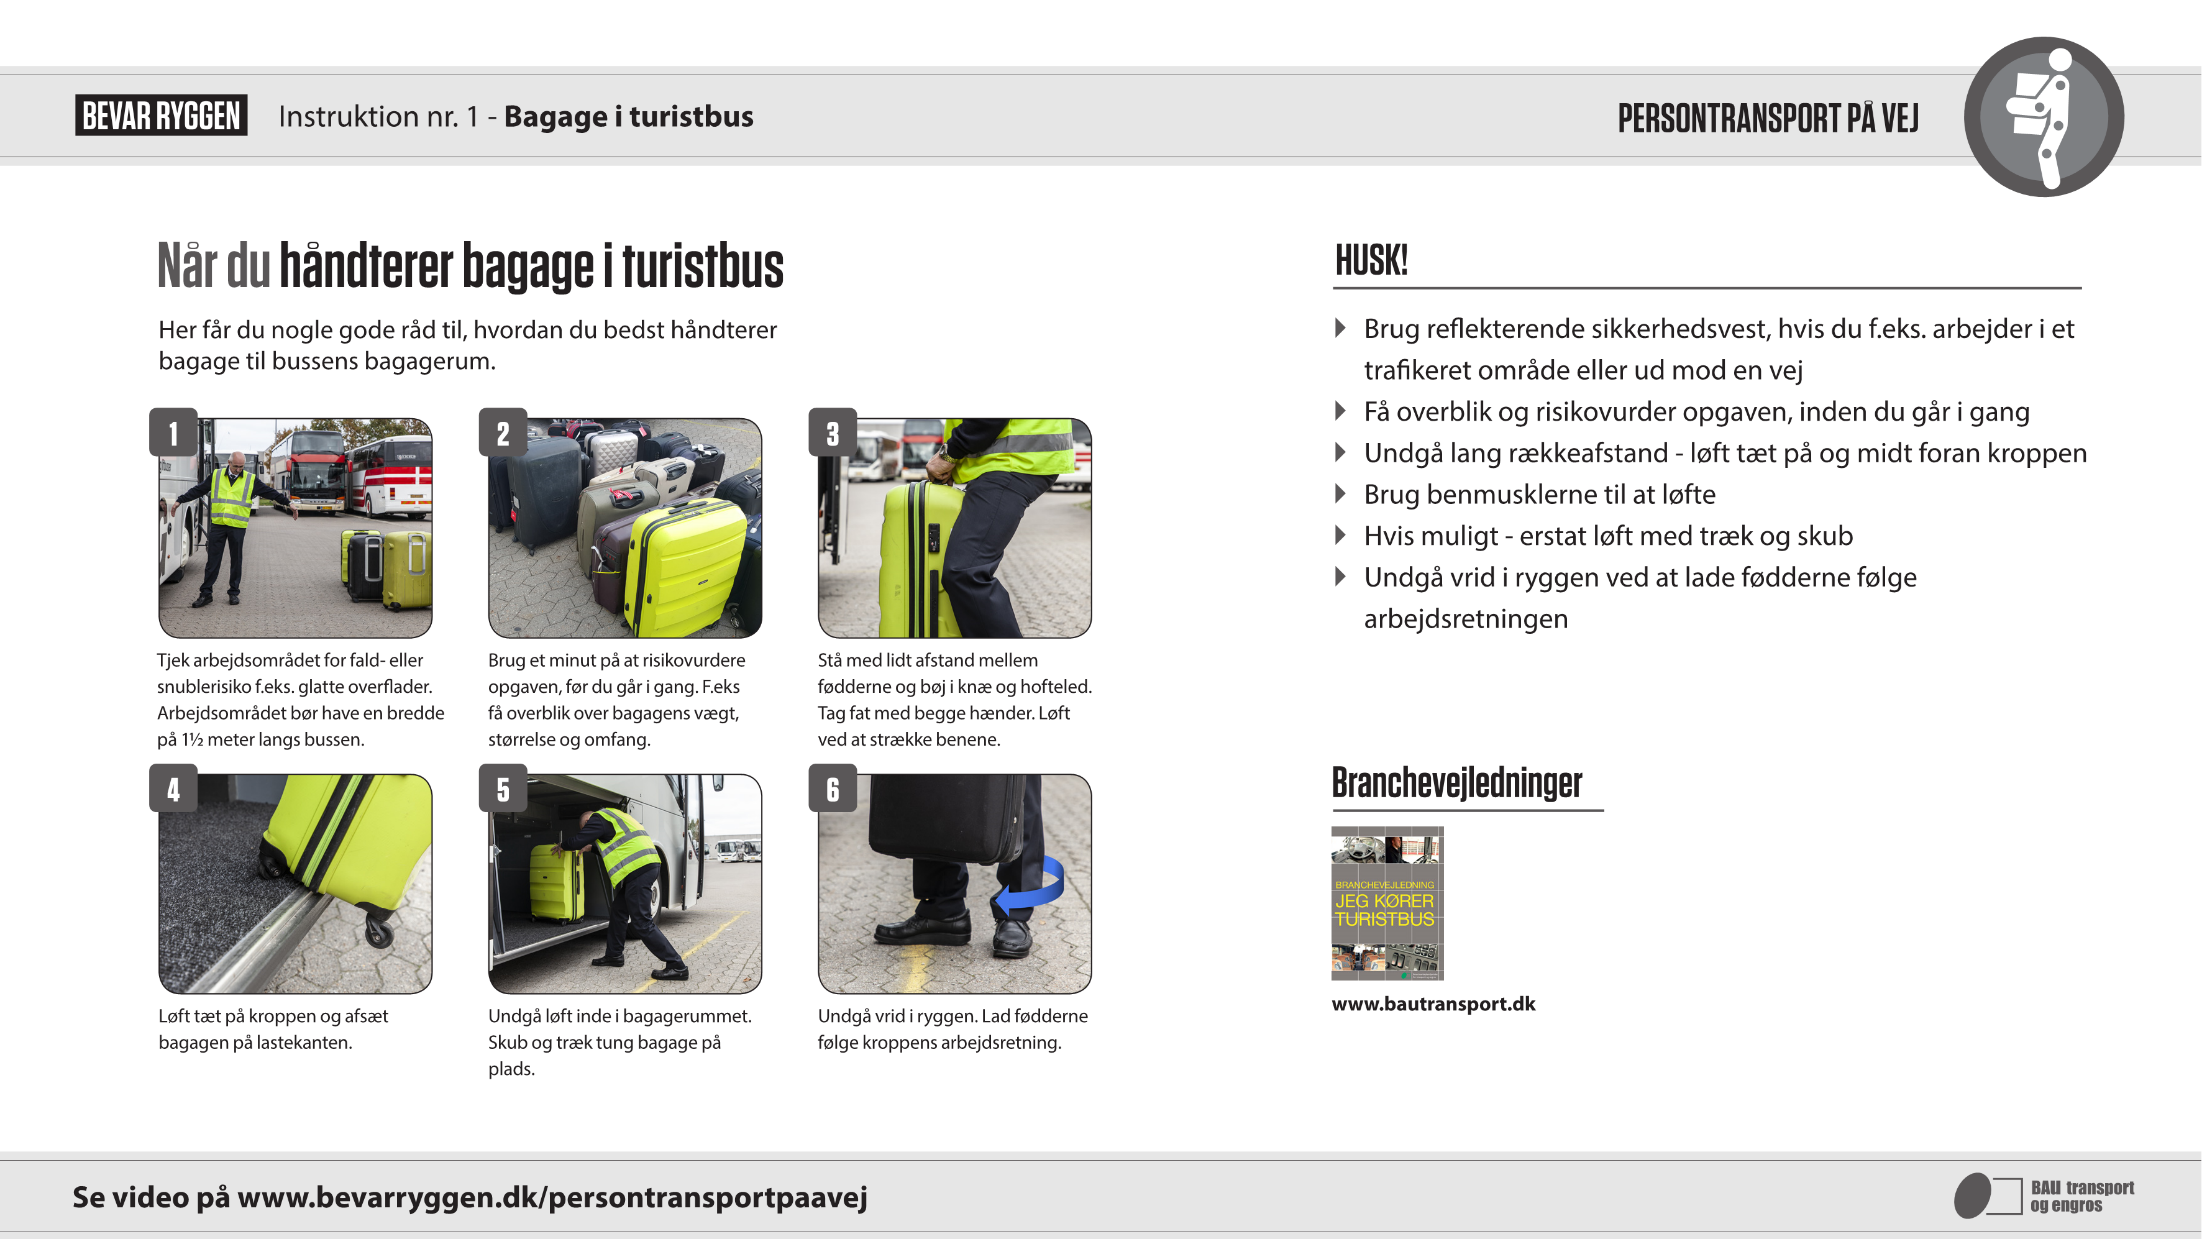 BEVAR RYGGEN
Instruktion nr. 1 - Bagage i turistbus
PERSONTRANSPORT PÅ VEJ
Når du håndterer bagage i turistbus
Her får du nogle gode råd til, hvordan du bedst håndterer
bagage til bussens bagagerum.
1
Tjek arbejdsområdet for fald- eller
snublerisiko f.eks. glatte overflader.
Arbejdsområdet bør have en bredde
på 1½ meter langs bussen.
2
Brug et minut på at risikovurdere
opgaven, før du går i gang. F.eks
få overblik over bagagens vægt,
størrelse og omfang.
3
Stå med lidt afstand mellem
fødderne og bøj i knæ og hofteled.
Tag fat med begge hænder. Løft
ved at strække benene.
4
Løft tæt på kroppen og afsæt
bagagen på lastekanten.
5
Undgå løft inde i bagagerummet.
Skub og træk tung bagage på
plads.
6
Undgå vrid i ryggen. Lad fødderne
følge kroppens arbejdsretning.
HUSK!
Brug reflekterende sikkerhedsvest, hvis du f.eks. arbejder i et
trafikeret område eller ud mod en vej
Få overblik og risikovurder opgaven, inden du går i gang
Undgå lang rækkeafstand - løft tæt på og midt foran kroppen
Brug benmusklerne til at løfte
Hvis muligt - erstat løft med træk og skub
Undgå vrid i ryggen ved at lade fødderne følge
arbejdsretningen
Branchevejledninger
BRANCHEVEJLEDNING
JEG KØRER
TURISTBUS
www.bautransport.dk
Se video på www.bevarryggen.dk/persontransportpaavej
BAU transport
og engros